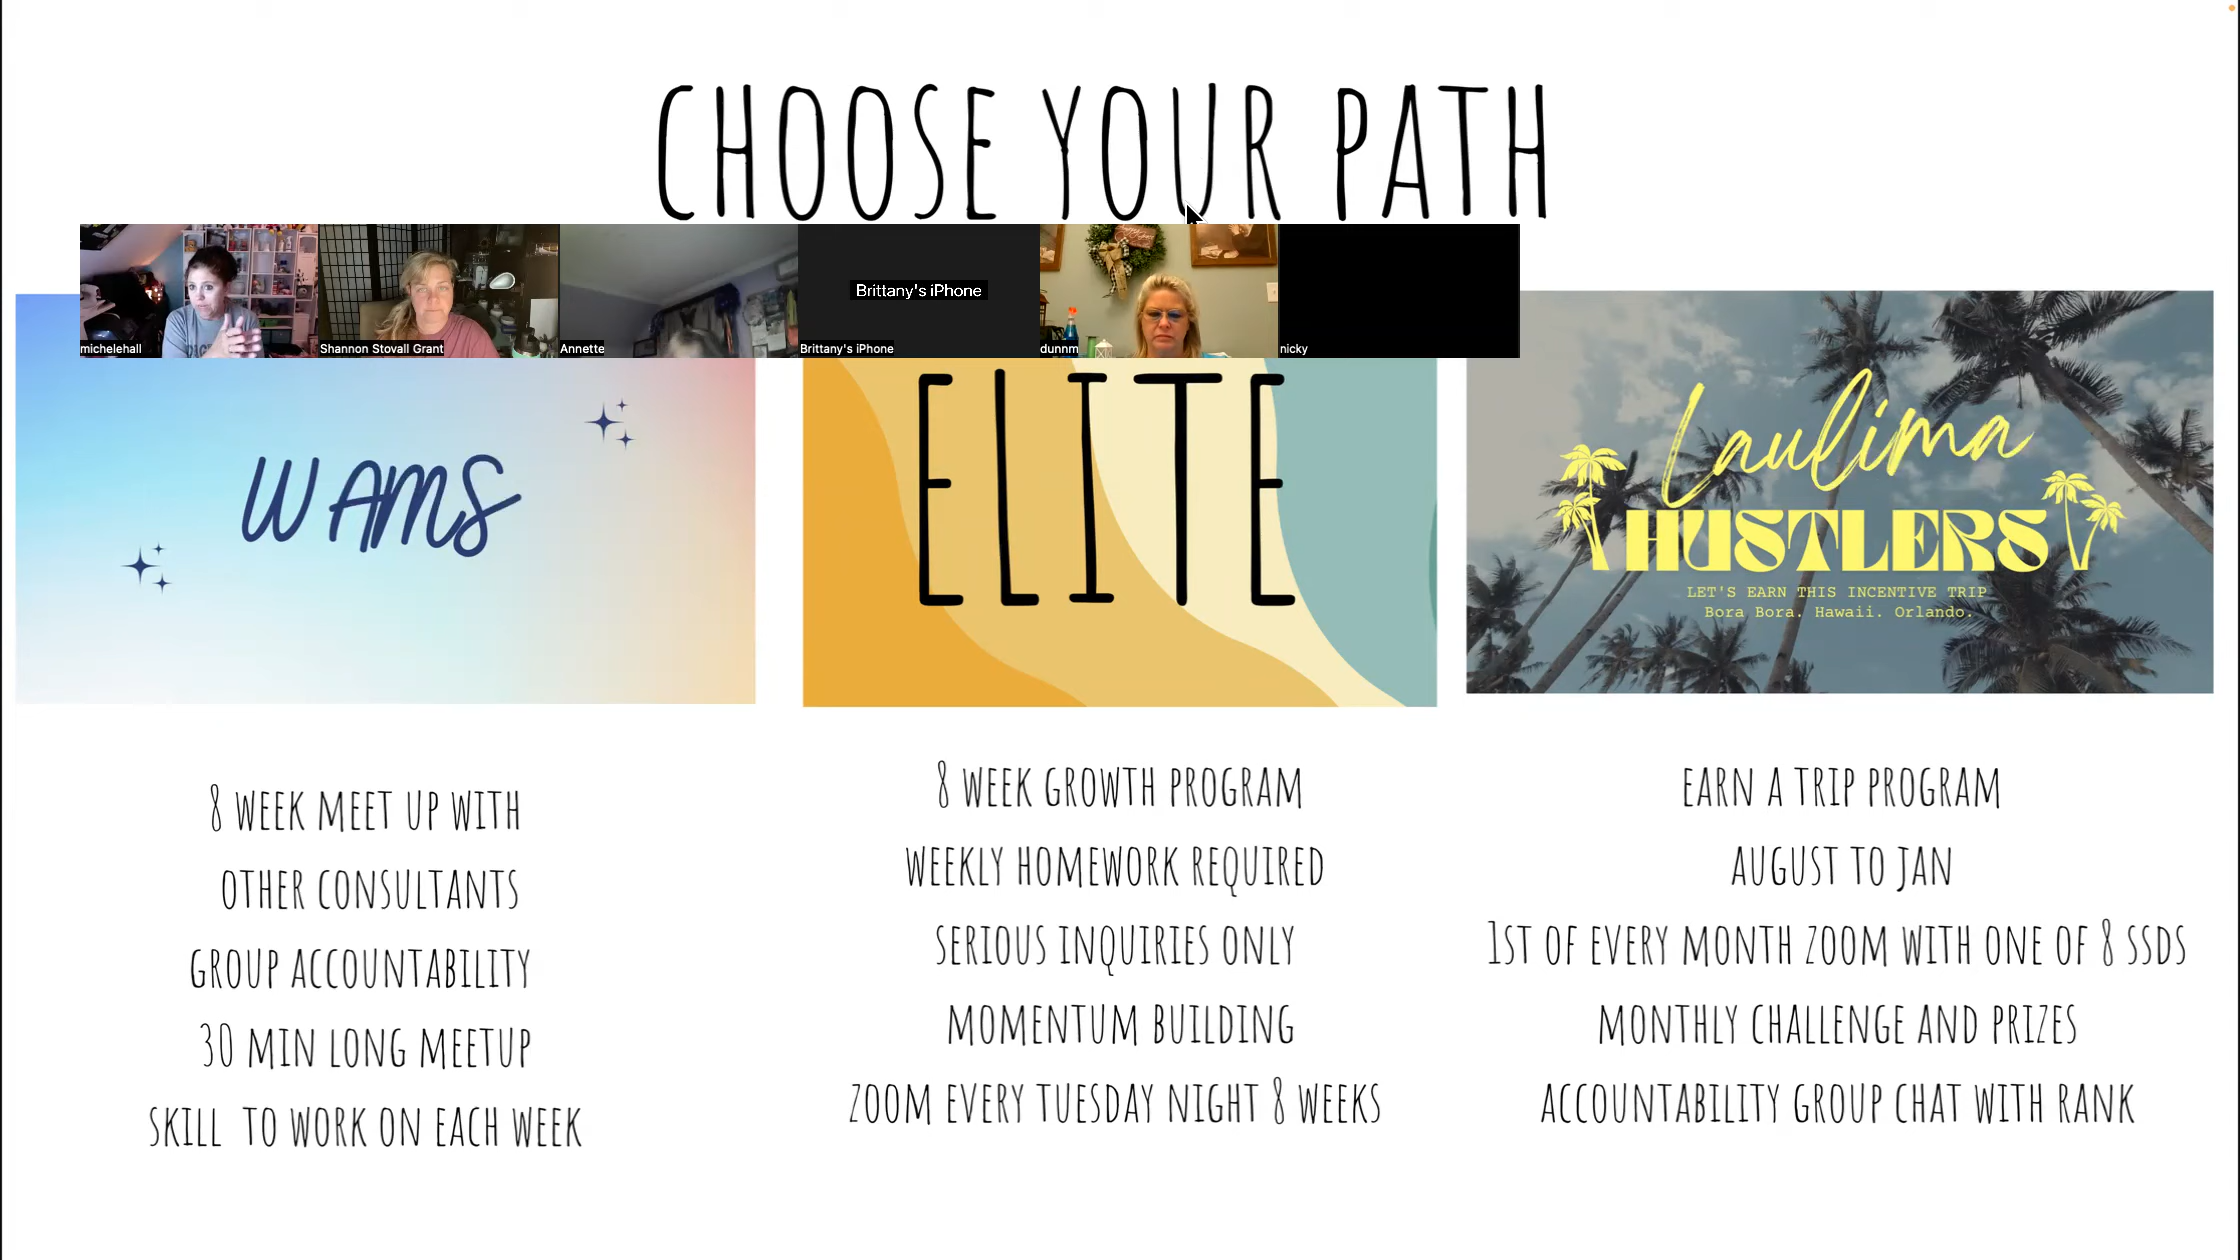 CHOOSE YOUR PATH
Brittany's iPhone
michelehall
Shannon Stovall Grant
Annette
Brittany's iPhone
dunnm
nicky
WAMS
8 WEEK MEET UP WITH
OTHER CONSULTANTS
GROUP ACCOUNTABILITY
30 MIN LONG MEETUP
SKILL TO WORK ON EACH WEEK
ELITE
8 WEEK GROWTH PROGRAM
WEEKLY HOMEWORK REQUIRED
SERIOUS INQUIRIES ONLY
MOMENTUM BUILDING
ZOOM EVERY TUESDAY NIGHT 8 WEEKS
Laulima
HUSTLERS
LET'S EARN THIS INCENTIVE TRIP
Bora Bora. Hawaii. Orlando.
EARN A TRIP PROGRAM
AUGUST TO JAN
1ST OF EVERY MONTH ZOOM WITH ONE OF 8 SSDS
MONTHLY CHALLENGE AND PRIZES
ACCOUNTABILITY GROUP CHAT WITH RANK